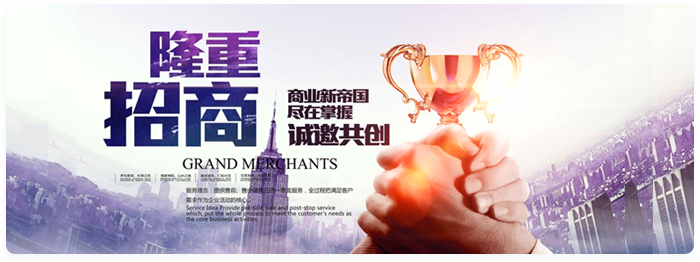 隆重
招商
商业新帝国
尽在掌握
诚邀共创
GRAND MERCHANTS
服务理念：提供售前、售中、售后的一条龙服务，全过程把满足客户
需求作为企业活动的核心。
Service Idea Provide pre-sale, sale and post-stop service
which, put the whole process to meet the customer's needs as
the core business activities